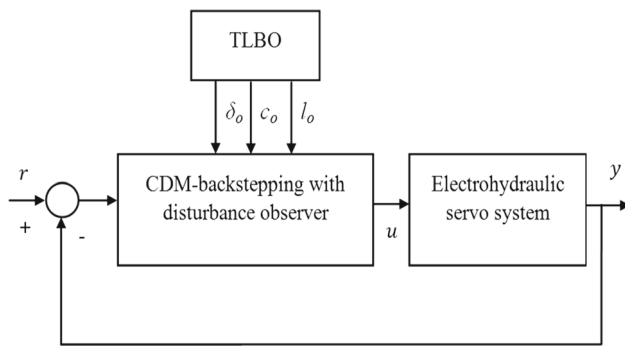 TLBO
δₒ cₒ lₒ
r
+
-
CDM-backstepping with
disturbance observer
u
Electrohydraulic
servo system
y